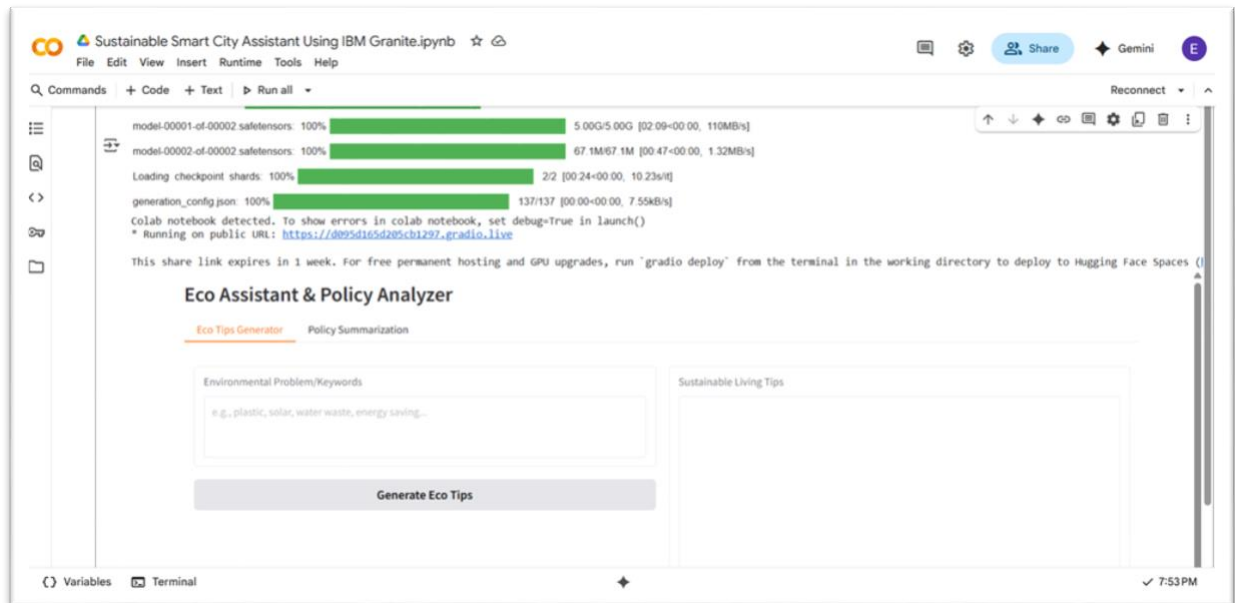 Sustainable Smart City Assistant Using IBM Granite.ipynb
File Edit View Insert Runtime Tools Help
Share
Gemini
E
Commands + Code + Text Run all
Reconnect
model-00001-of-00002.safetensors: 100% 5.00G/5.00G [02:09<00:00, 110MB/s]
model-00002-of-00002.safetensors: 100% 67.1M/67.1M [00:47<00:00, 1.32MB/s]
Loading checkpoint shards: 100% 2/2 [00:24<00:00, 10.23s/it]
generation_config.json: 100% 137/137 [00:00<00:00, 7.55kB/s]
Colab notebook detected. To show errors in colab notebook, set debug=True in launch()
* Running on public URL: https://d095d165d205cb1297.gradio.live
This share link expires in 1 week. For free permanent hosting and GPU upgrades, run `gradio deploy` from the terminal in the working directory to deploy to Hugging Face Spaces (
Eco Assistant & Policy Analyzer
Eco Tips Generator Policy Summarization
Environmental Problem/Keywords
Sustainable Living Tips
e.g., plastic, solar, water waste, energy saving...
Generate Eco Tips
{} Variables Terminal
7:53 PM